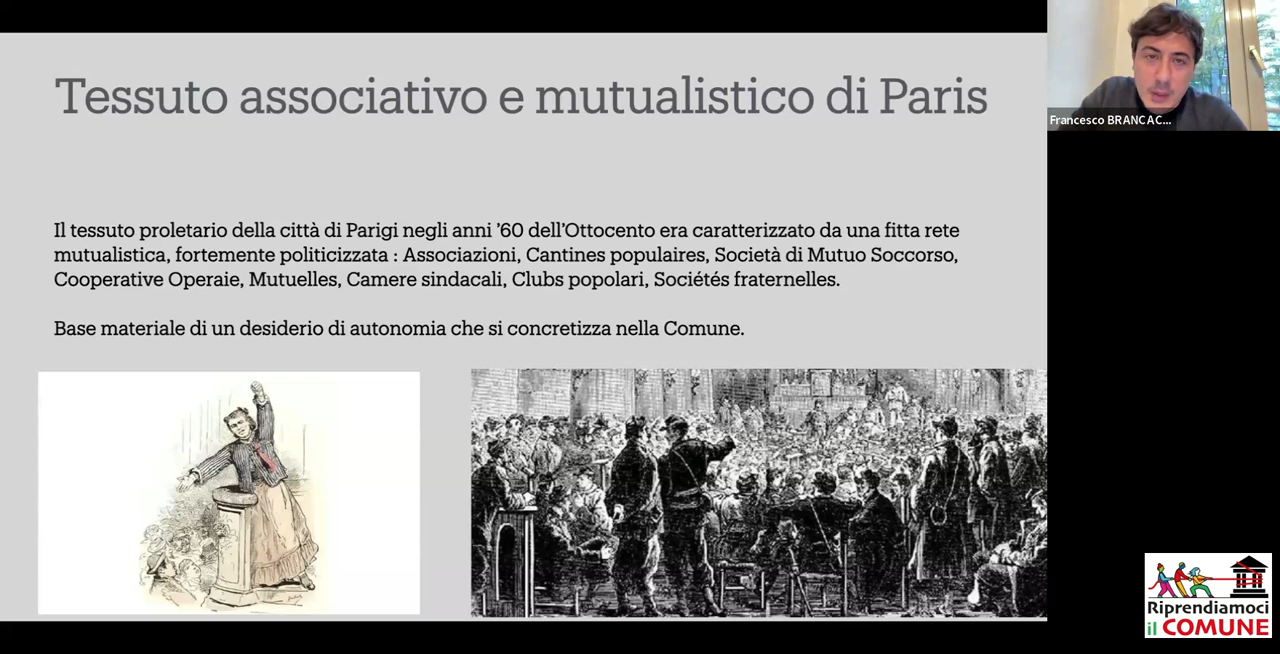 Tessuto associativo e mutualistico di Paris
Il tessuto proletario della città di Parigi negli anni ’60 dell’Ottocento era caratterizzato da una fitta rete
mutualistica, fortemente politicizzata : Associazioni, Cantines populaires, Società di Mutuo Soccorso,
Cooperative Operaie, Mutuelles, Camere sindacali, Clubs popolari, Sociétés fraternelles.
Base materiale di un desiderio di autonomia che si concretizza nella Comune.
Francesco BRANCAC...
Riprendiamoci
il COMUNE